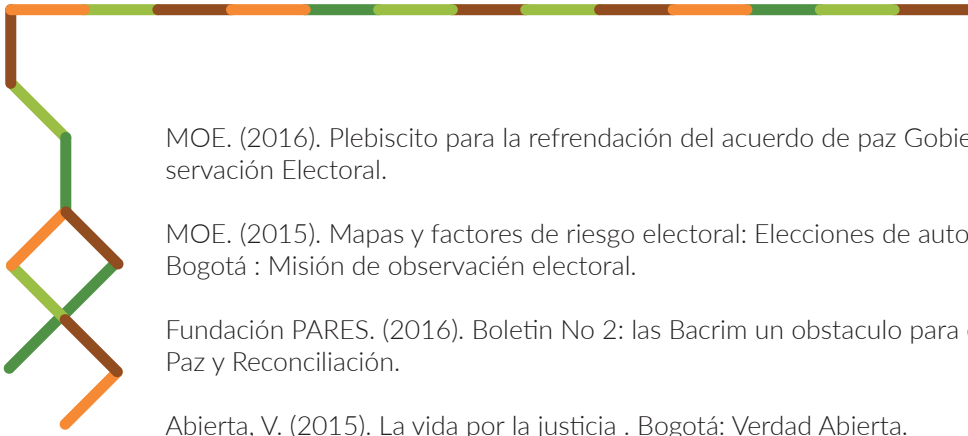 MOE. (2016). Plebiscito para la refrendación del acuerdo de paz Gobie
servación Electoral.
MOE. (2015). Mapas y factores de riesgo electoral: Elecciones de auto
Bogotá : Misión de observacién electoral.
Fundación PARES. (2016). Boletin No 2: las Bacrim un obstaculo para
Paz y Reconciliación.
Abierta, V. (2015). La vida por la justicia . Bogotá: Verdad Abierta.